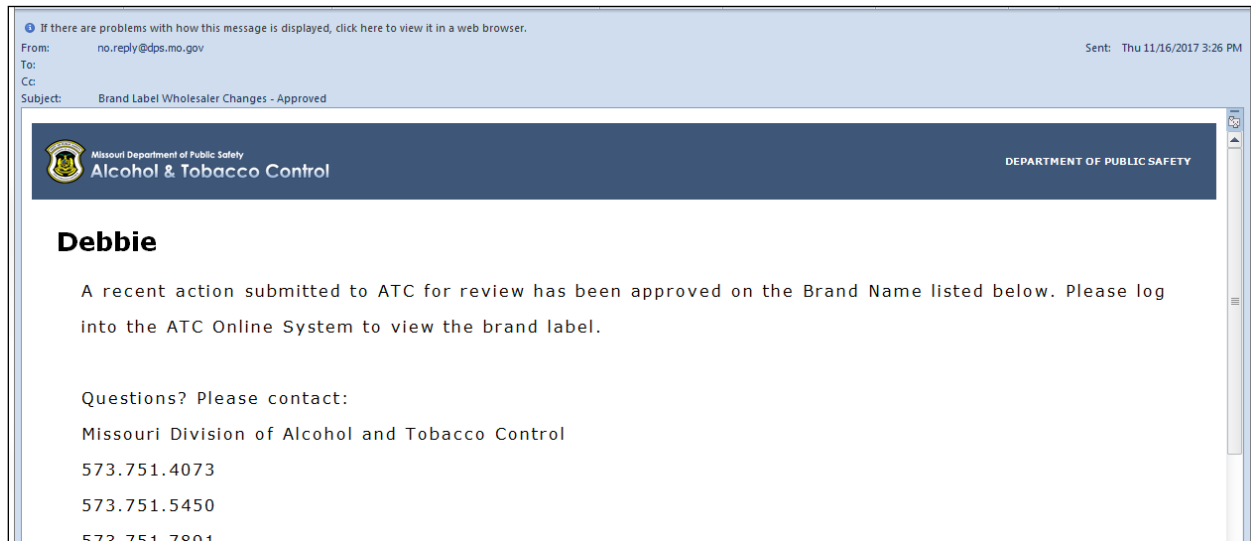 If there are problems with how this message is displayed, click here to view it in a web browser.
From: no.reply@dps.mo.gov Sent: Thu 11/16/2017 3:26 PM
To:
Cc:
Subject: Brand Label Wholesaler Changes - Approved
Missouri Department of Public Safety
Alcohol & Tobacco Control
DEPARTMENT OF PUBLIC SAFETY
Debbie
A recent action submitted to ATC for review has been approved on the Brand Name listed below. Please log
into the ATC Online System to view the brand label.
Questions? Please contact:
Missouri Division of Alcohol and Tobacco Control
573.751.4073
573.751.5450